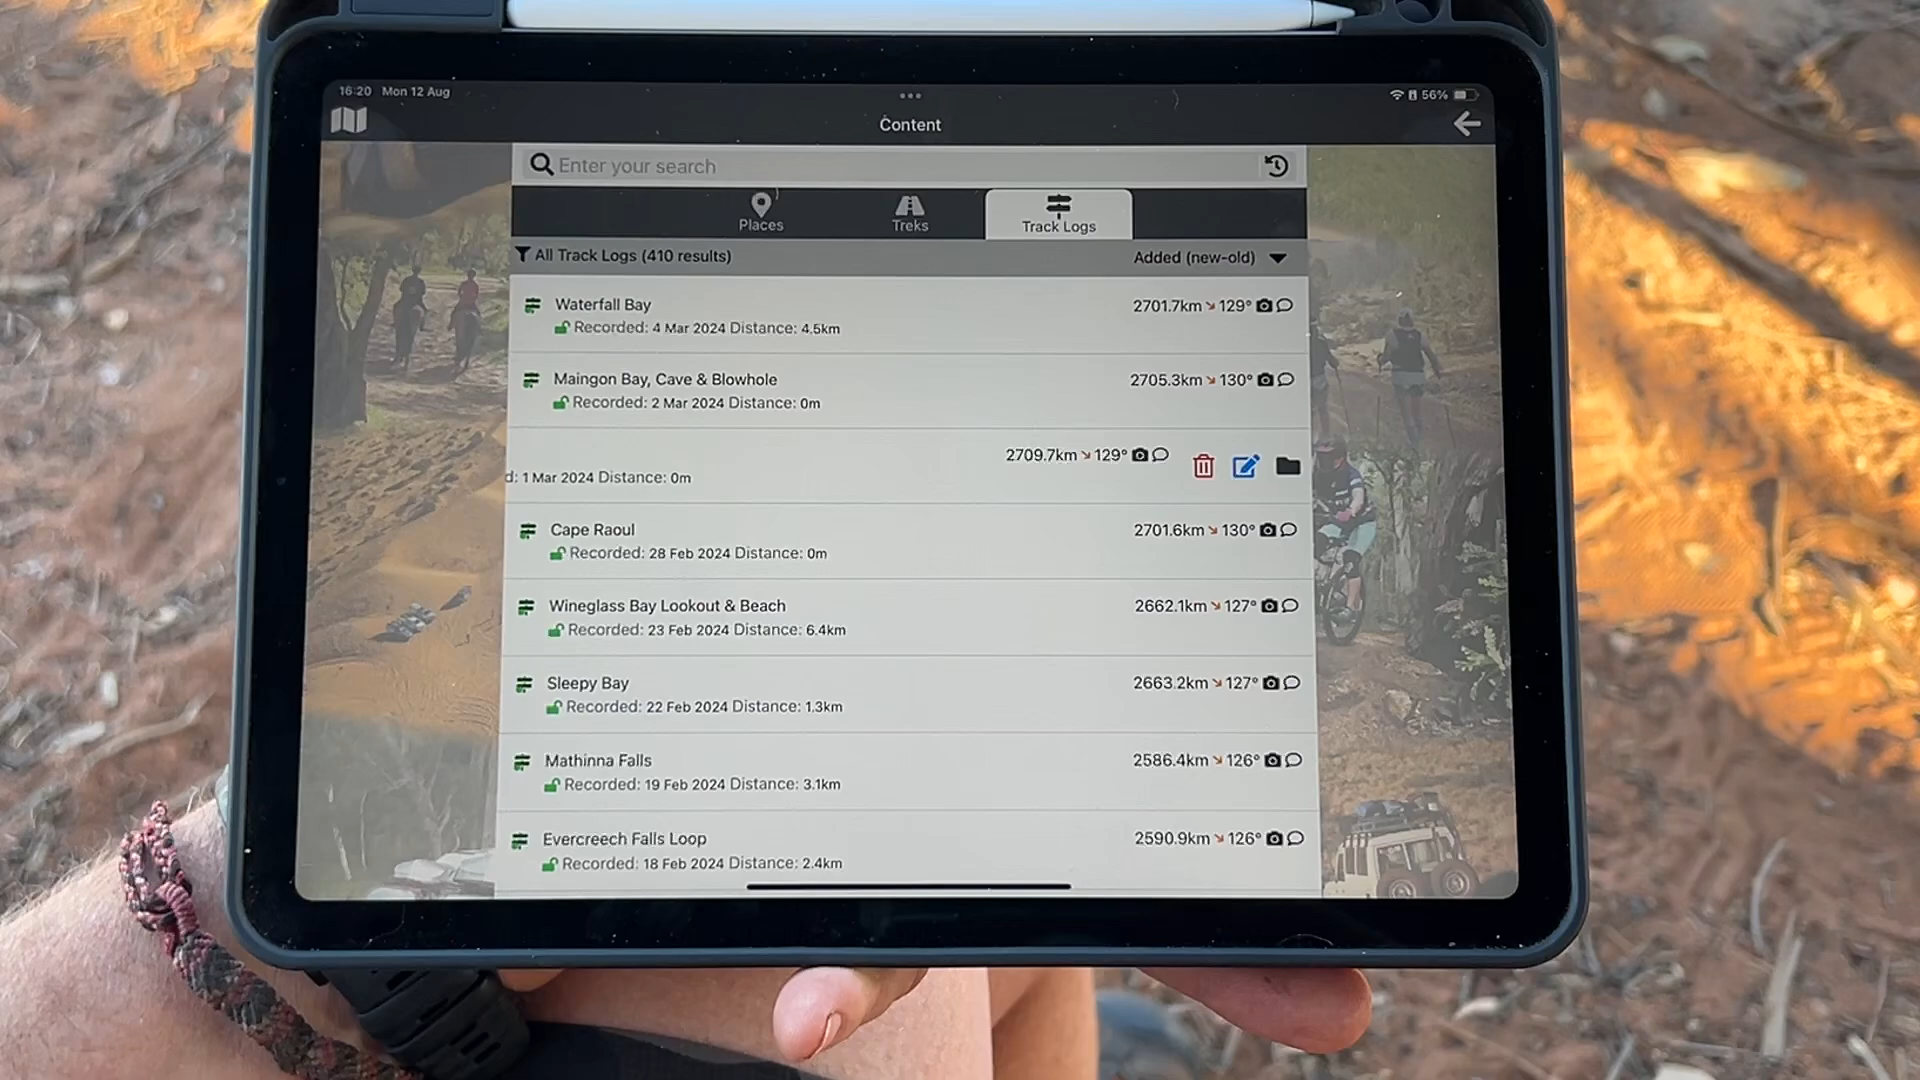 16:20 Mon 12 Aug
56%
Content
Enter your search
Places
Treks
Track Logs
All Track Logs (410 results)
Added (new-old)
Waterfall Bay
2701.7km 129°
Recorded: 4 Mar 2024 Distance: 4.5km
Maingon Bay, Cave & Blowhole
2705.3km 130°
Recorded: 2 Mar 2024 Distance: 0m
2709.7km 129°
d: 1 Mar 2024 Distance: 0m
Cape Raoul
2701.6km 130°
Recorded: 28 Feb 2024 Distance: 0m
Wineglass Bay Lookout & Beach
2662.1km 127°
Recorded: 23 Feb 2024 Distance: 6.4km
Sleepy Bay
2663.2km 127°
Recorded: 22 Feb 2024 Distance: 1.3km
Mathinna Falls
2586.4km 126°
Recorded: 19 Feb 2024 Distance: 3.1km
Evercreech Falls Loop
2590.9km 126°
Recorded: 18 Feb 2024 Distance: 2.4km